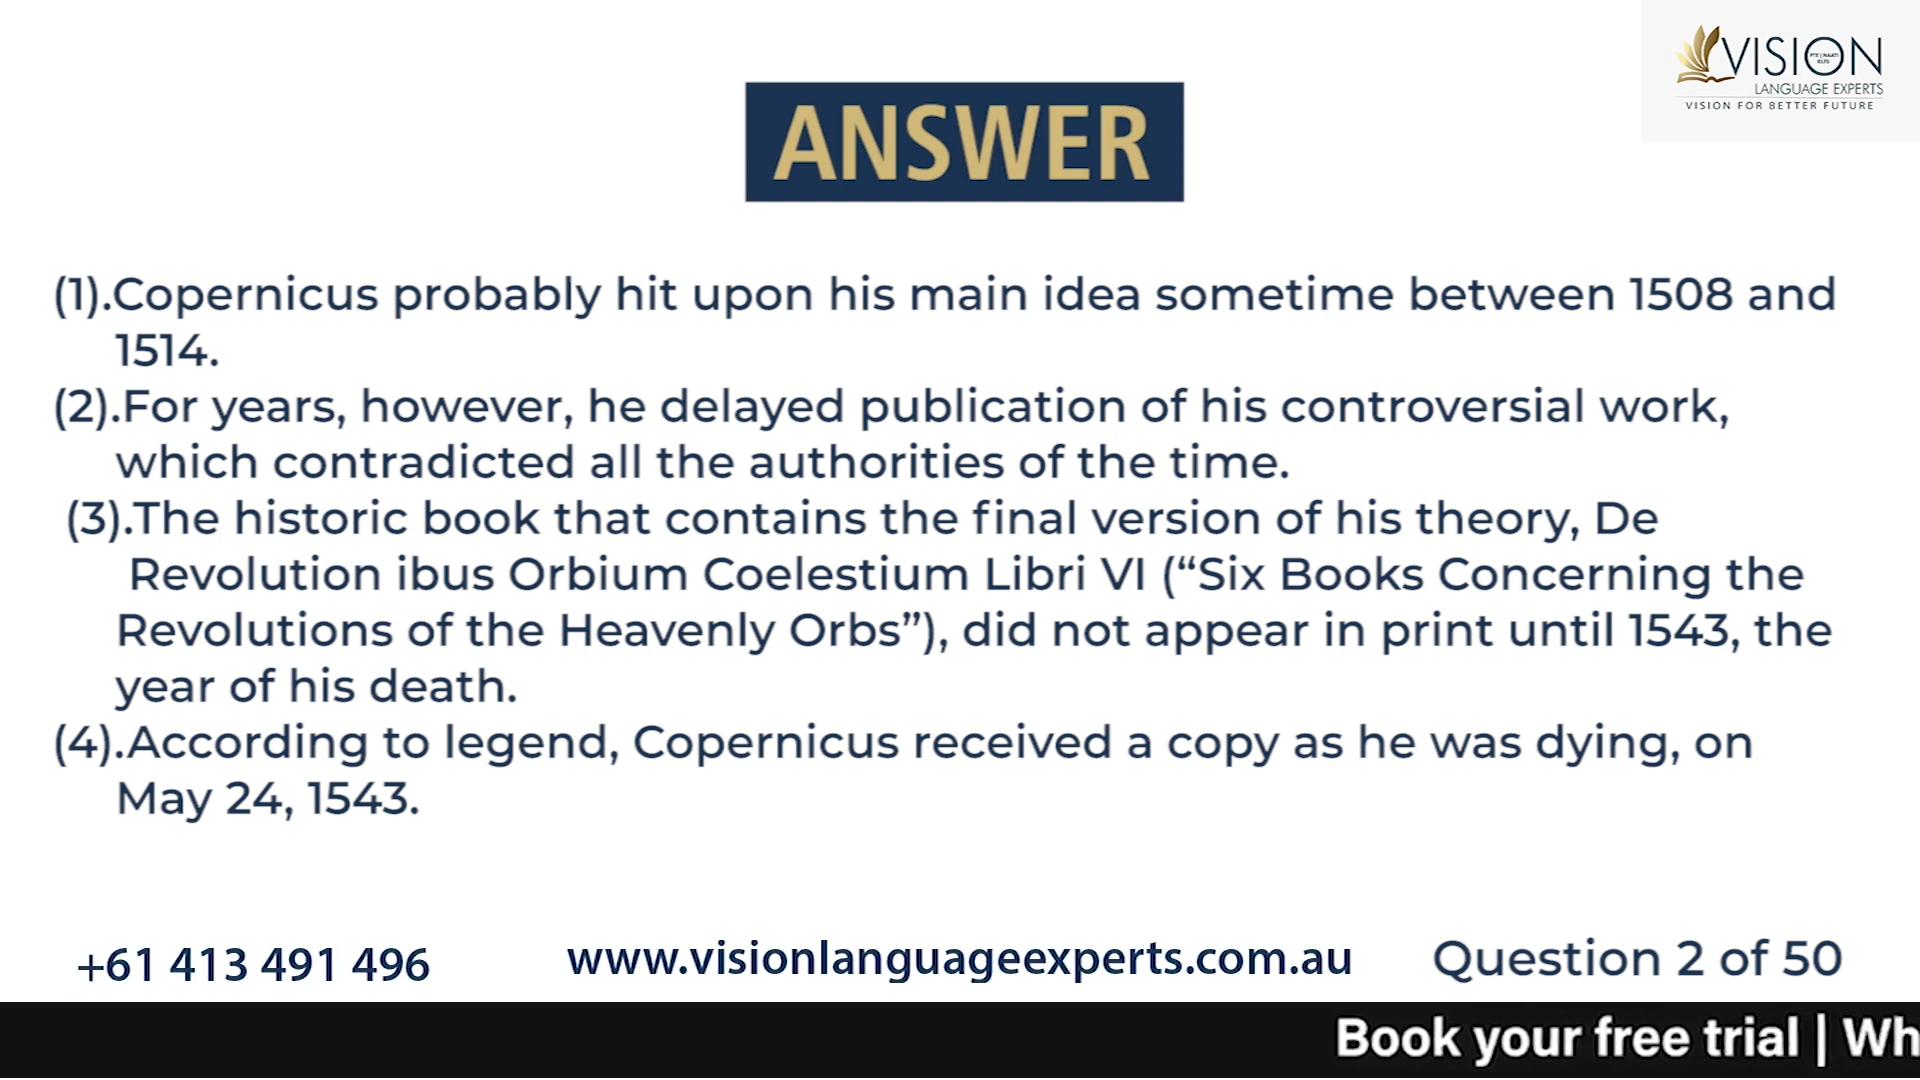 VISION
LANGUAGE EXPERTS
VISION FOR BETTER FUTURE
ANSWER
(1).Copernicus probably hit upon his main idea sometime between 1508 and
1514.
(2).For years, however, he delayed publication of his controversial work,
which contradicted all the authorities of the time.
(3).The historic book that contains the final version of his theory, De
Revolution ibus Orbium Coelestium Libri VI (“Six Books Concerning the
Revolutions of the Heavenly Orbs”), did not appear in print until 1543, the
year of his death.
(4).According to legend, Copernicus received a copy as he was dying, on
May 24, 1543.
+61 413 491 496
www.visionlanguageexperts.com.au
Question 2 of 50
Book your free trial | Wh